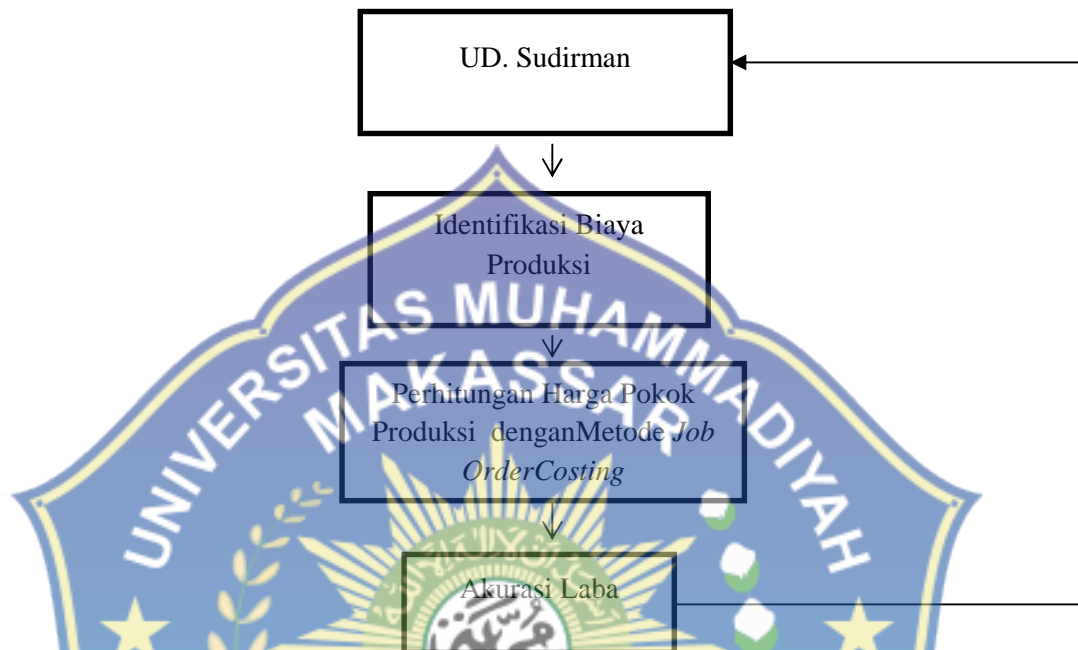 UD. Sudirman
Identifikasi Biaya
Produksi
UNIVERSITAS MUHAMMADIYAH
MAKASSAR
Perhitungan Harga Pokok
Produksi denganMetode Job
OrderCosting
Akurasi Laba